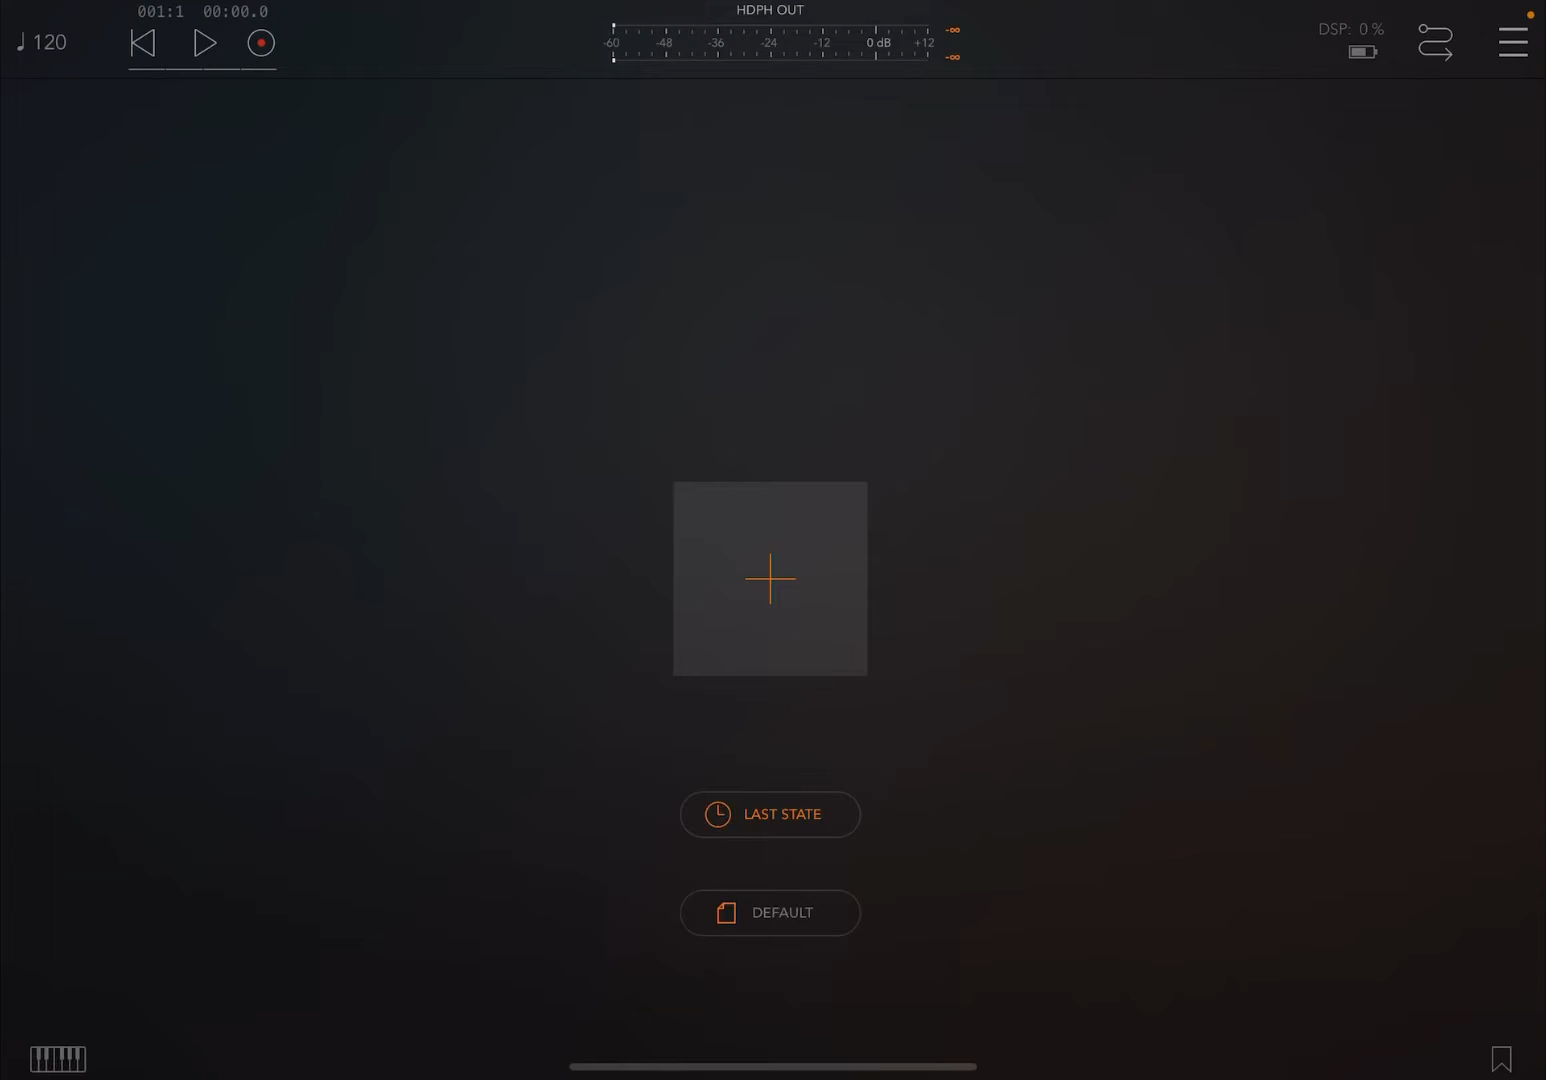 001:1 00:00.0
HDPH OUT
♩ 120
-60 -48 -36 -24 -12 0 dB +12
-∞
-∞
DSP: 0 %
LAST STATE
DEFAULT